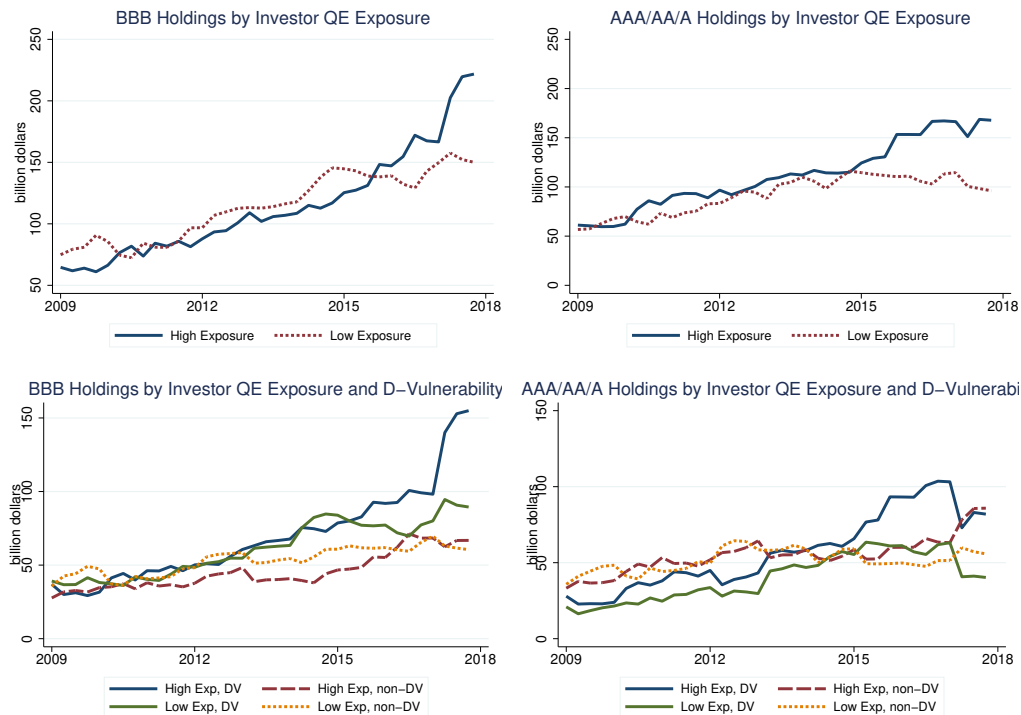 BBB Holdings by Investor QE Exposure
billion dollars
250
200
150
100
50
2009
2012
2015
2018
High Exposure
Low Exposure
AAA/AA/A Holdings by Investor QE Exposure
billion dollars
250
200
150
100
50
0
2009
2012
2015
2018
High Exposure
Low Exposure
BBB Holdings by Investor QE Exposure and D−Vulnerability
billion dollars
150
100
50
0
2009
2012
2015
2018
High Exp, DV
High Exp, non−DV
Low Exp, DV
Low Exp, non−DV
AAA/AA/A Holdings by Investor QE Exposure and D−Vulnerabi
billion dollars
150
100
50
0
2009
2012
2015
2018
High Exp, DV
High Exp, non−DV
Low Exp, DV
Low Exp, non−DV